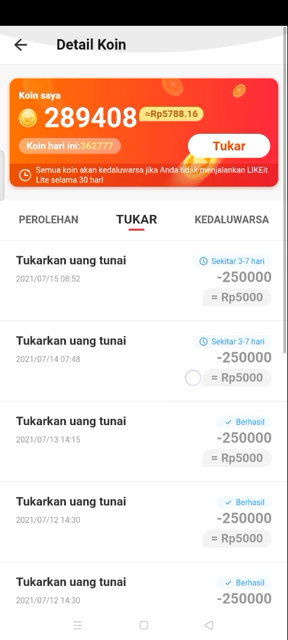 Detail Koin
Koin saya
289408 ≈Rp5788.16
Koin hari ini:362777
Tukar
Semua koin akan kedaluwarsa jika Anda tidak menjalankan LIKEit
Lite selama 30 hari
PEROLEHAN TUKAR KEDALUWARSA
Tukarkan uang tunai
Sekitar 3-7 hari
2021/07/15 08:52
-250000
= Rp5000
Tukarkan uang tunai
Sekitar 3-7 hari
2021/07/14 07:48
-250000
= Rp5000
Tukarkan uang tunai
Berhasil
2021/07/13 14:15
-250000
= Rp5000
Tukarkan uang tunai
Berhasil
2021/07/12 14:30
-250000
= Rp5000
Tukarkan uang tunai
Berhasil
2021/07/12 14:30
-250000